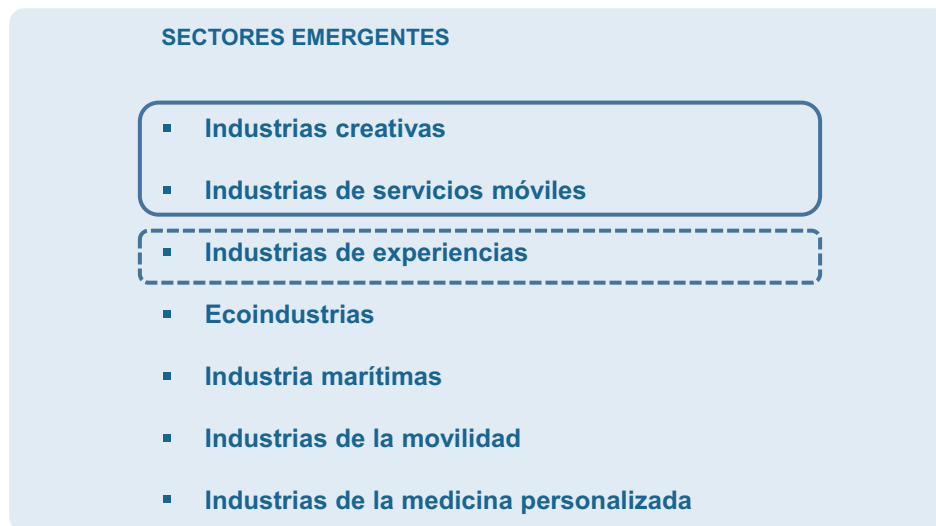 SECTORES EMERGENTES
▪ Industrias creativas
▪ Industrias de servicios móviles
▪ Industrias de experiencias
▪ Ecoindustrias
▪ Industria marítimas
▪ Industrias de la movilidad
▪ Industrias de la medicina personalizada